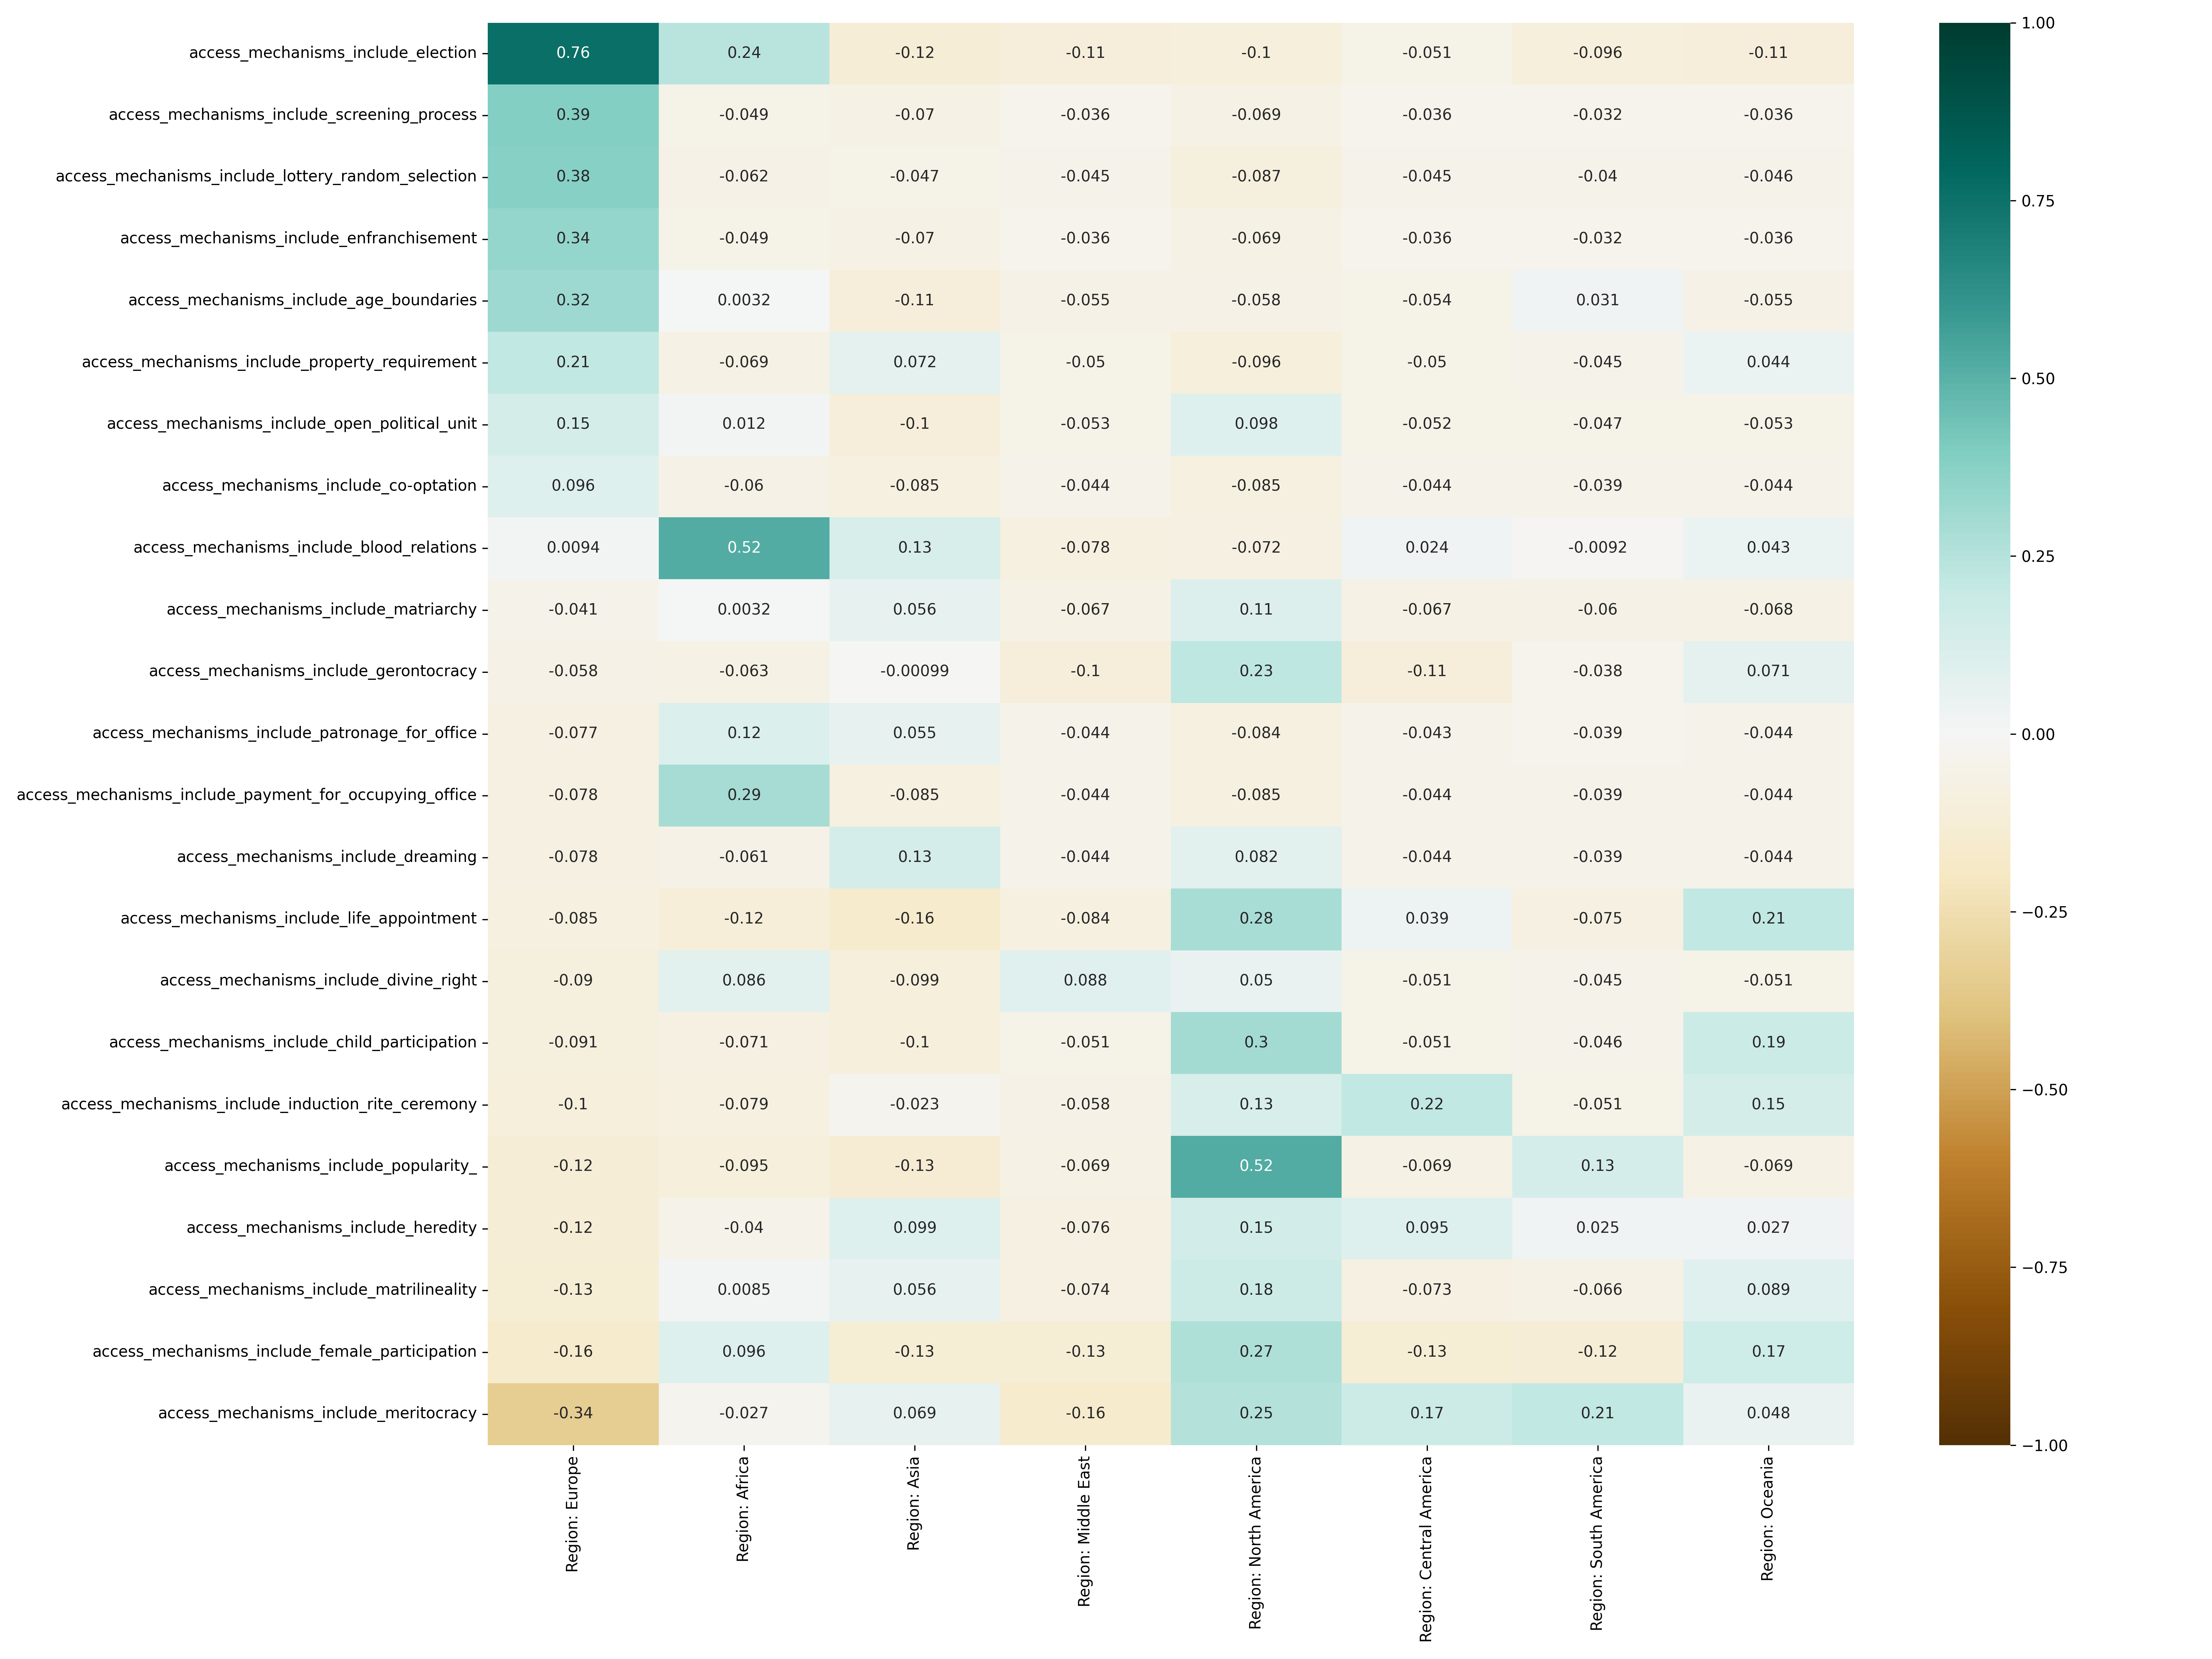 access_mechanisms_include_election 0.76 0.24 -0.12 -0.11 -0.1 -0.051 -0.096 -0.11
access_mechanisms_include_screening_process 0.39 -0.049 -0.07 -0.036 -0.069 -0.036 -0.032 -0.036
access_mechanisms_include_lottery_random_selection 0.38 -0.062 -0.047 -0.045 -0.087 -0.045 -0.04 -0.046
access_mechanisms_include_enfranchisement 0.34 -0.049 -0.07 -0.036 -0.069 -0.036 -0.032 -0.036
access_mechanisms_include_age_boundaries 0.32 0.0032 -0.11 -0.055 -0.058 -0.054 0.031 -0.055
access_mechanisms_include_property_requirement 0.21 -0.069 0.072 -0.05 -0.096 -0.05 -0.045 0.044
access_mechanisms_include_open_political_unit 0.15 0.012 -0.1 -0.053 0.098 -0.052 -0.047 -0.053
access_mechanisms_include_co-optation 0.096 -0.06 -0.085 -0.044 -0.085 -0.044 -0.039 -0.044
access_mechanisms_include_blood_relations 0.0094 0.52 0.13 -0.078 -0.072 0.024 -0.0092 0.043
access_mechanisms_include_matriarchy -0.041 0.0032 0.056 -0.067 0.11 -0.067 -0.06 -0.068
access_mechanisms_include_gerontocracy -0.058 -0.063 -0.00099 -0.1 0.23 -0.11 -0.038 0.071
access_mechanisms_include_patronage_for_office -0.077 0.12 0.055 -0.044 -0.084 -0.043 -0.039 -0.044
access_mechanisms_include_payment_for_occupying_office -0.078 0.29 -0.085 -0.044 -0.085 -0.044 -0.039 -0.044
access_mechanisms_include_dreaming -0.078 -0.061 0.13 -0.044 0.082 -0.044 -0.039 -0.044
access_mechanisms_include_life_appointment -0.085 -0.12 -0.16 -0.084 0.28 0.039 -0.075 0.21
access_mechanisms_include_divine_right -0.09 0.086 -0.099 0.088 0.05 -0.051 -0.045 -0.051
access_mechanisms_include_child_participation -0.091 -0.071 -0.1 -0.051 0.3 -0.051 -0.046 0.19
access_mechanisms_include_induction_rite_ceremony -0.1 -0.079 -0.023 -0.058 0.13 0.22 -0.051 0.15
access_mechanisms_include_popularity_ -0.12 -0.095 -0.13 -0.069 0.52 -0.069 0.13 -0.069
access_mechanisms_include_heredity -0.12 -0.04 0.099 -0.076 0.15 0.095 0.025 0.027
access_mechanisms_include_matrilineality -0.13 0.0085 0.056 -0.074 0.18 -0.073 -0.066 0.089
access_mechanisms_include_female_participation -0.16 0.096 -0.13 -0.13 0.27 -0.13 -0.12 0.17
access_mechanisms_include_meritocracy -0.34 -0.027 0.069 -0.16 0.25 0.17 0.21 0.048
Region: Europe
Region: Africa
Region: Asia
Region: Middle East
Region: North America
Region: Central America
Region: South America
Region: Oceania
1.00
0.75
0.50
0.25
0.00
−0.25
−0.50
−0.75
−1.00